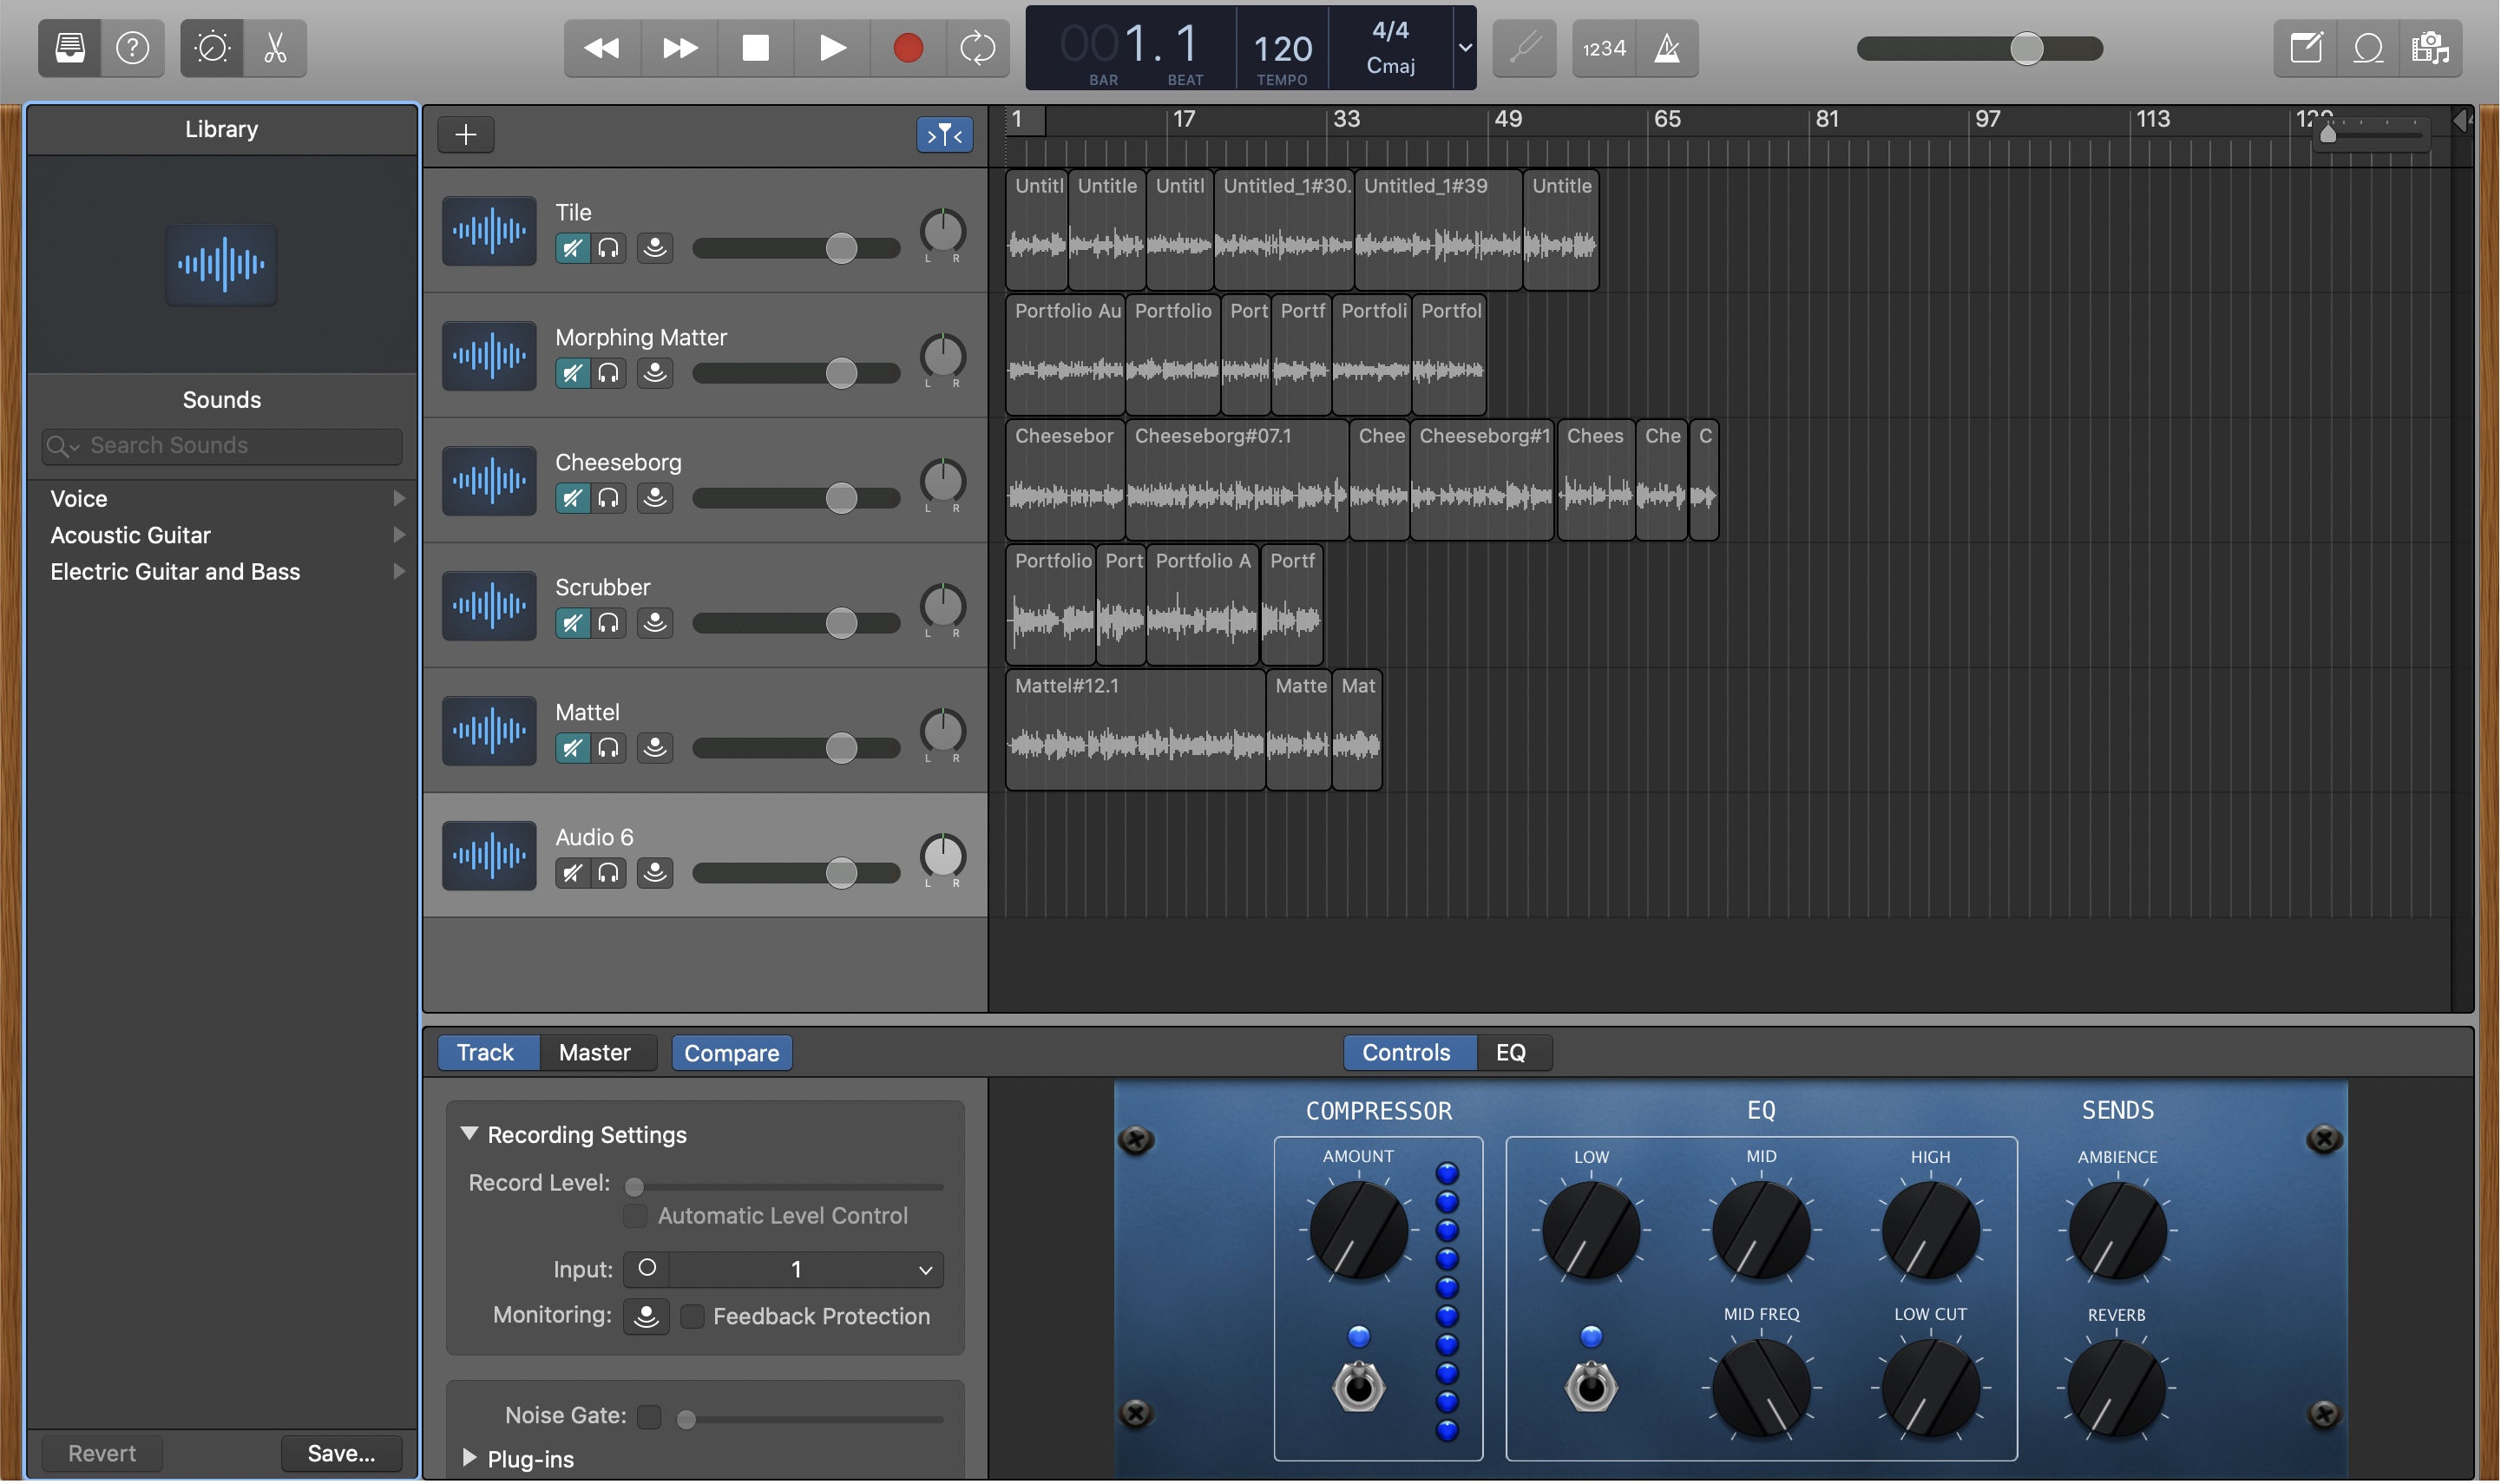 001. 1
BAR BEAT
120
TEMPO
4/4
Cmaj
1234
Library
Sounds
Search Sounds
Voice
Acoustic Guitar
Electric Guitar and Bass
Revert
Save...
1 17 33 49 65 81 97 113
Tile
L R
Untitl Untitle Untitl Untitled_1#30. Untitled_1#39 Untitle
Morphing Matter
L R
Portfolio Au Portfolio Port Portf Portfoli Portfol
Cheeseborg
L R
Cheesebor Cheeseborg#07.1 Chee Cheeseborg#1 Chees Che C
Scrubber
L R
Portfolio Port Portfolio A Portf
Mattel
L R
Mattel#12.1 Matte Mat
Audio 6
L R
Track Master Compare
Controls EQ
Recording Settings
Record Level:
Automatic Level Control
Input: 1
Monitoring: Feedback Protection
Noise Gate:
Plug-ins
COMPRESSOR EQ SENDS
AMOUNT LOW MID HIGH AMBIENCE
MID FREQ LOW CUT REVERB